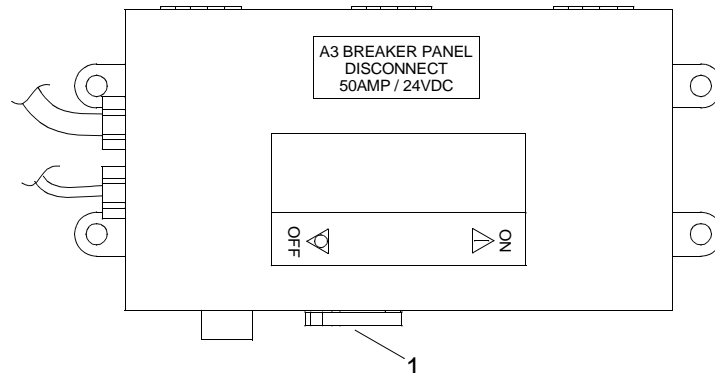 A3 BREAKER PANEL
DISCONNECT
50AMP / 24VDC
OFF
ON
1